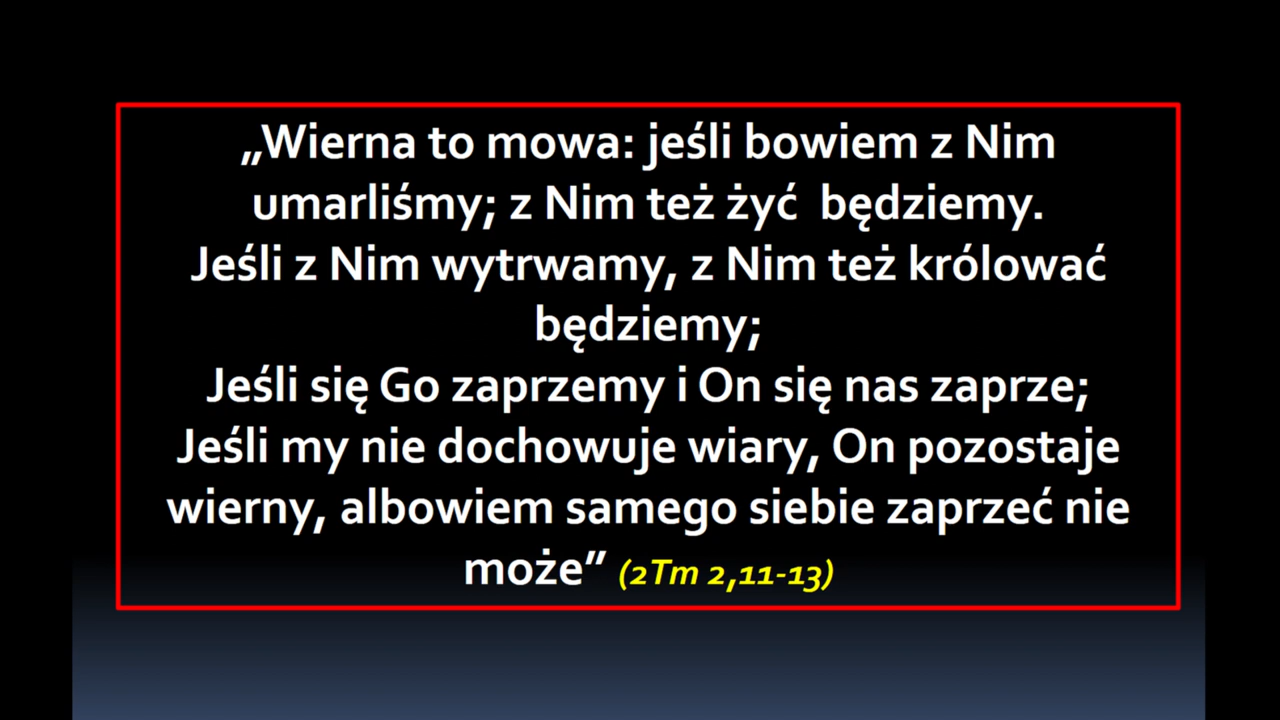 „Wierna to mowa: jeśli bowiem z Nim
umarliśmy; z Nim też żyć będziemy.
Jeśli z Nim wytrwamy, z Nim też królować
będziemy;
Jeśli się Go zaprzemy i On się nas zaprze;
Jeśli my nie dochowuje wiary, On pozostaje
wierny, albowiem samego siebie zaprzeć nie
może” (2Tm 2,11-13)